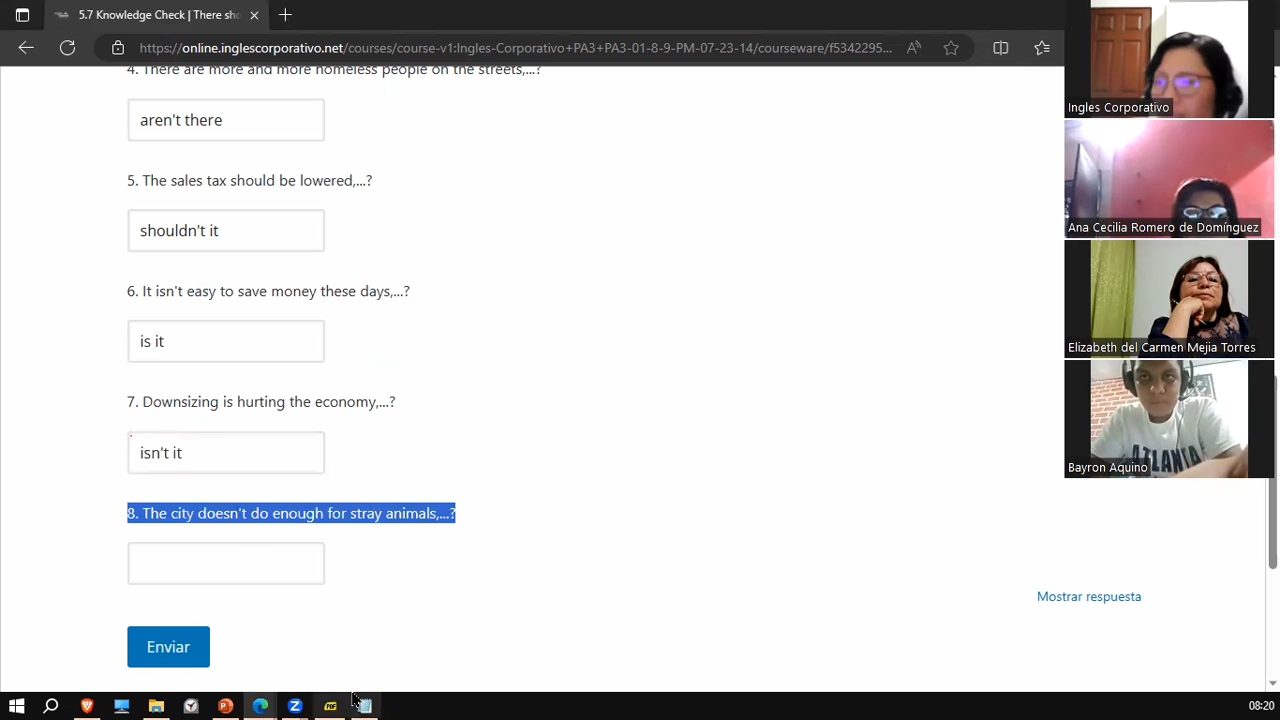 5.7 Knowledge Check | There sho
https://online.inglescorporativo.net/courses/course-v1:Ingles-Corporativo+PA3+PA3-01-8-9-PM-07-23-14/courseware/f5342295...
4. There are more and more homeless people on the streets,...?
aren't there
5. The sales tax should be lowered,...?
shouldn't it
6. It isn't easy to save money these days,...?
is it
7. Downsizing is hurting the economy,...?
isn't it
8. The city doesn't do enough for stray animals,...?
Mostrar respuesta
Enviar
Ingles Corporativo
Ana Cecilia Romero de Domínguez
Elizabeth del Carmen Mejia Torres
ATLANTA
Bayron Aquino
08:20